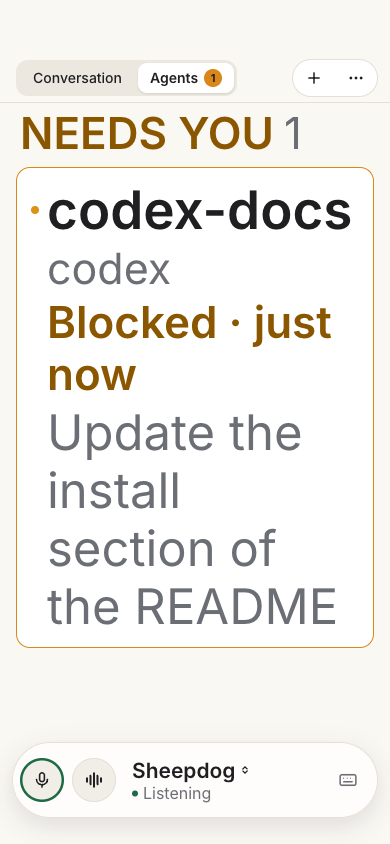 Conversation
Agents 1
NEEDS YOU 1
codex-docs
codex
Blocked · just
now
Update the
install
section of
the README
Sheepdog
Listening